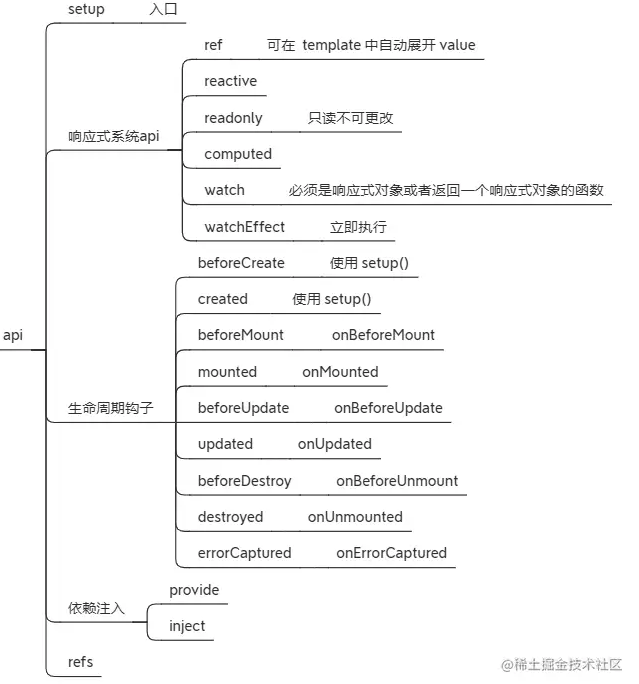 setup 入口
ref 可在 template 中自动展开 value
reactive
readonly 只读不可更改
响应式系统api
computed
watch 必须是响应式对象或者返回一个响应式对象的函数
watchEffect 立即执行
beforeCreate 使用 setup()
created 使用 setup()
api
beforeMount onBeforeMount
mounted onMounted
生命周期钩子
beforeUpdate onBeforeUpdate
updated onUpdated
beforeDestroy onBeforeUnmount
destroyed onUnmounted
errorCaptured onErrorCaptured
provide
依赖注入
inject
refs
@稀土掘金技术社区